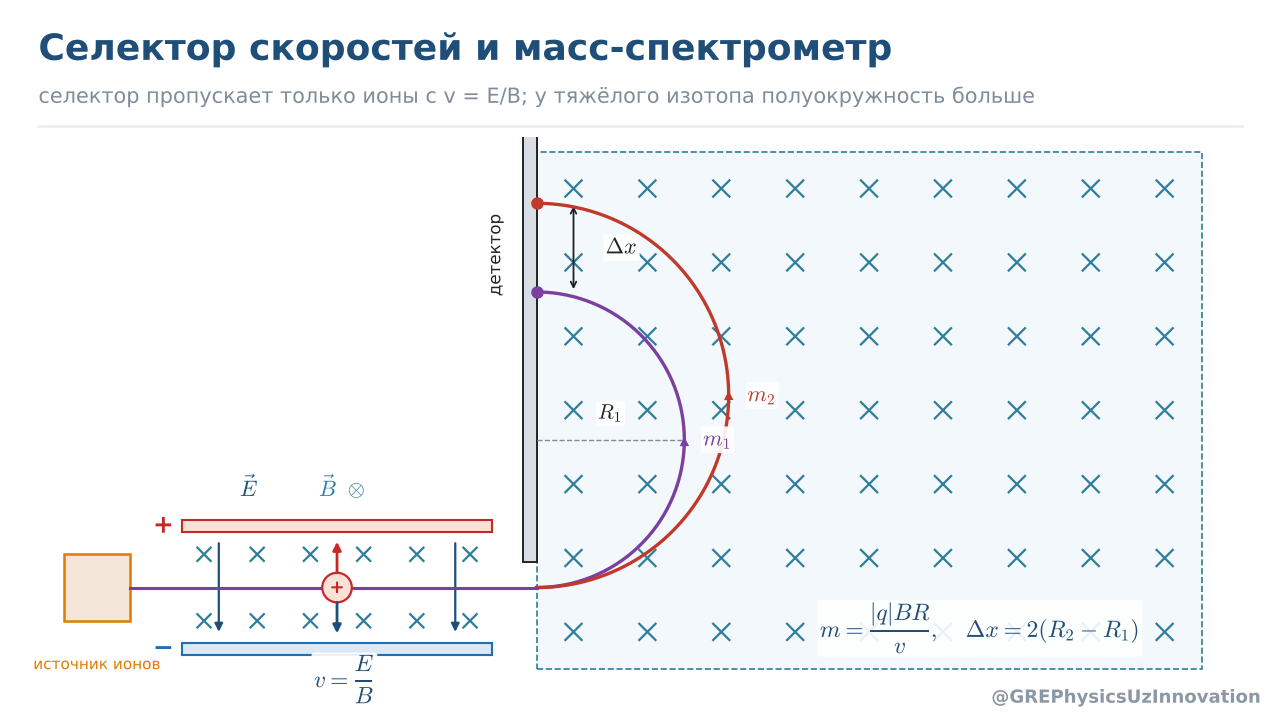 Селектор скоростей и масс-спектрометр
селектор пропускает только ионы с v = E/B; у тяжёлого изотопа полуокружность больше
детектор
Δx
m₂
R₁
m₁
E⃗
B⃗ ⊗
+
+
−
источник ионов
v = E/B
m = |q|BR/v, Δx = 2(R₂ − R₁)
@GREPhysicsUzInnovation